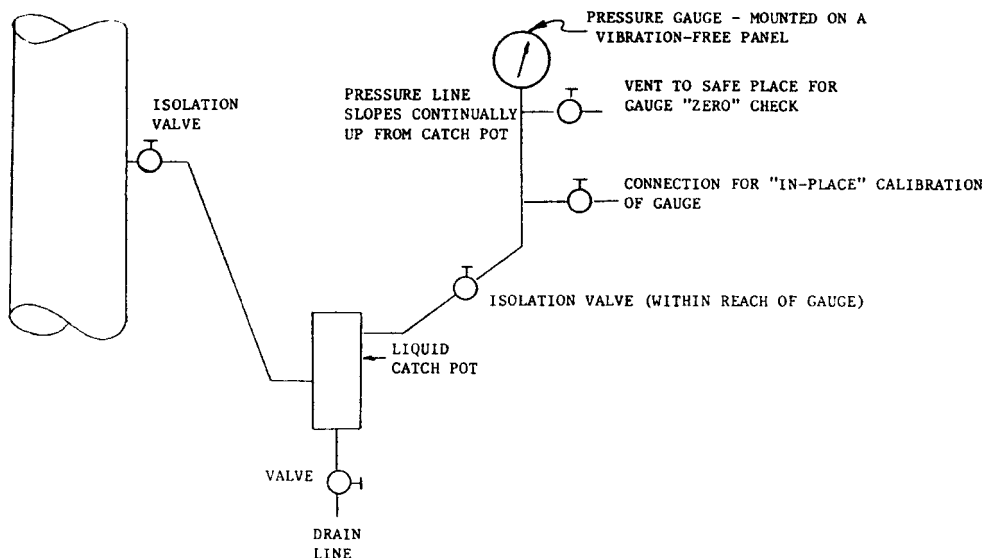 PRESSURE GAUGE - MOUNTED ON A
VIBRATION-FREE PANEL
ISOLATION
VALVE
PRESSURE LINE
SLOPES CONTINUALLY
UP FROM CATCH POT
VENT TO SAFE PLACE FOR
GAUGE "ZERO" CHECK
CONNECTION FOR "IN-PLACE" CALIBRATION
OF GAUGE
ISOLATION VALVE (WITHIN REACH OF GAUGE)
LIQUID
CATCH POT
VALVE
DRAIN
LINE